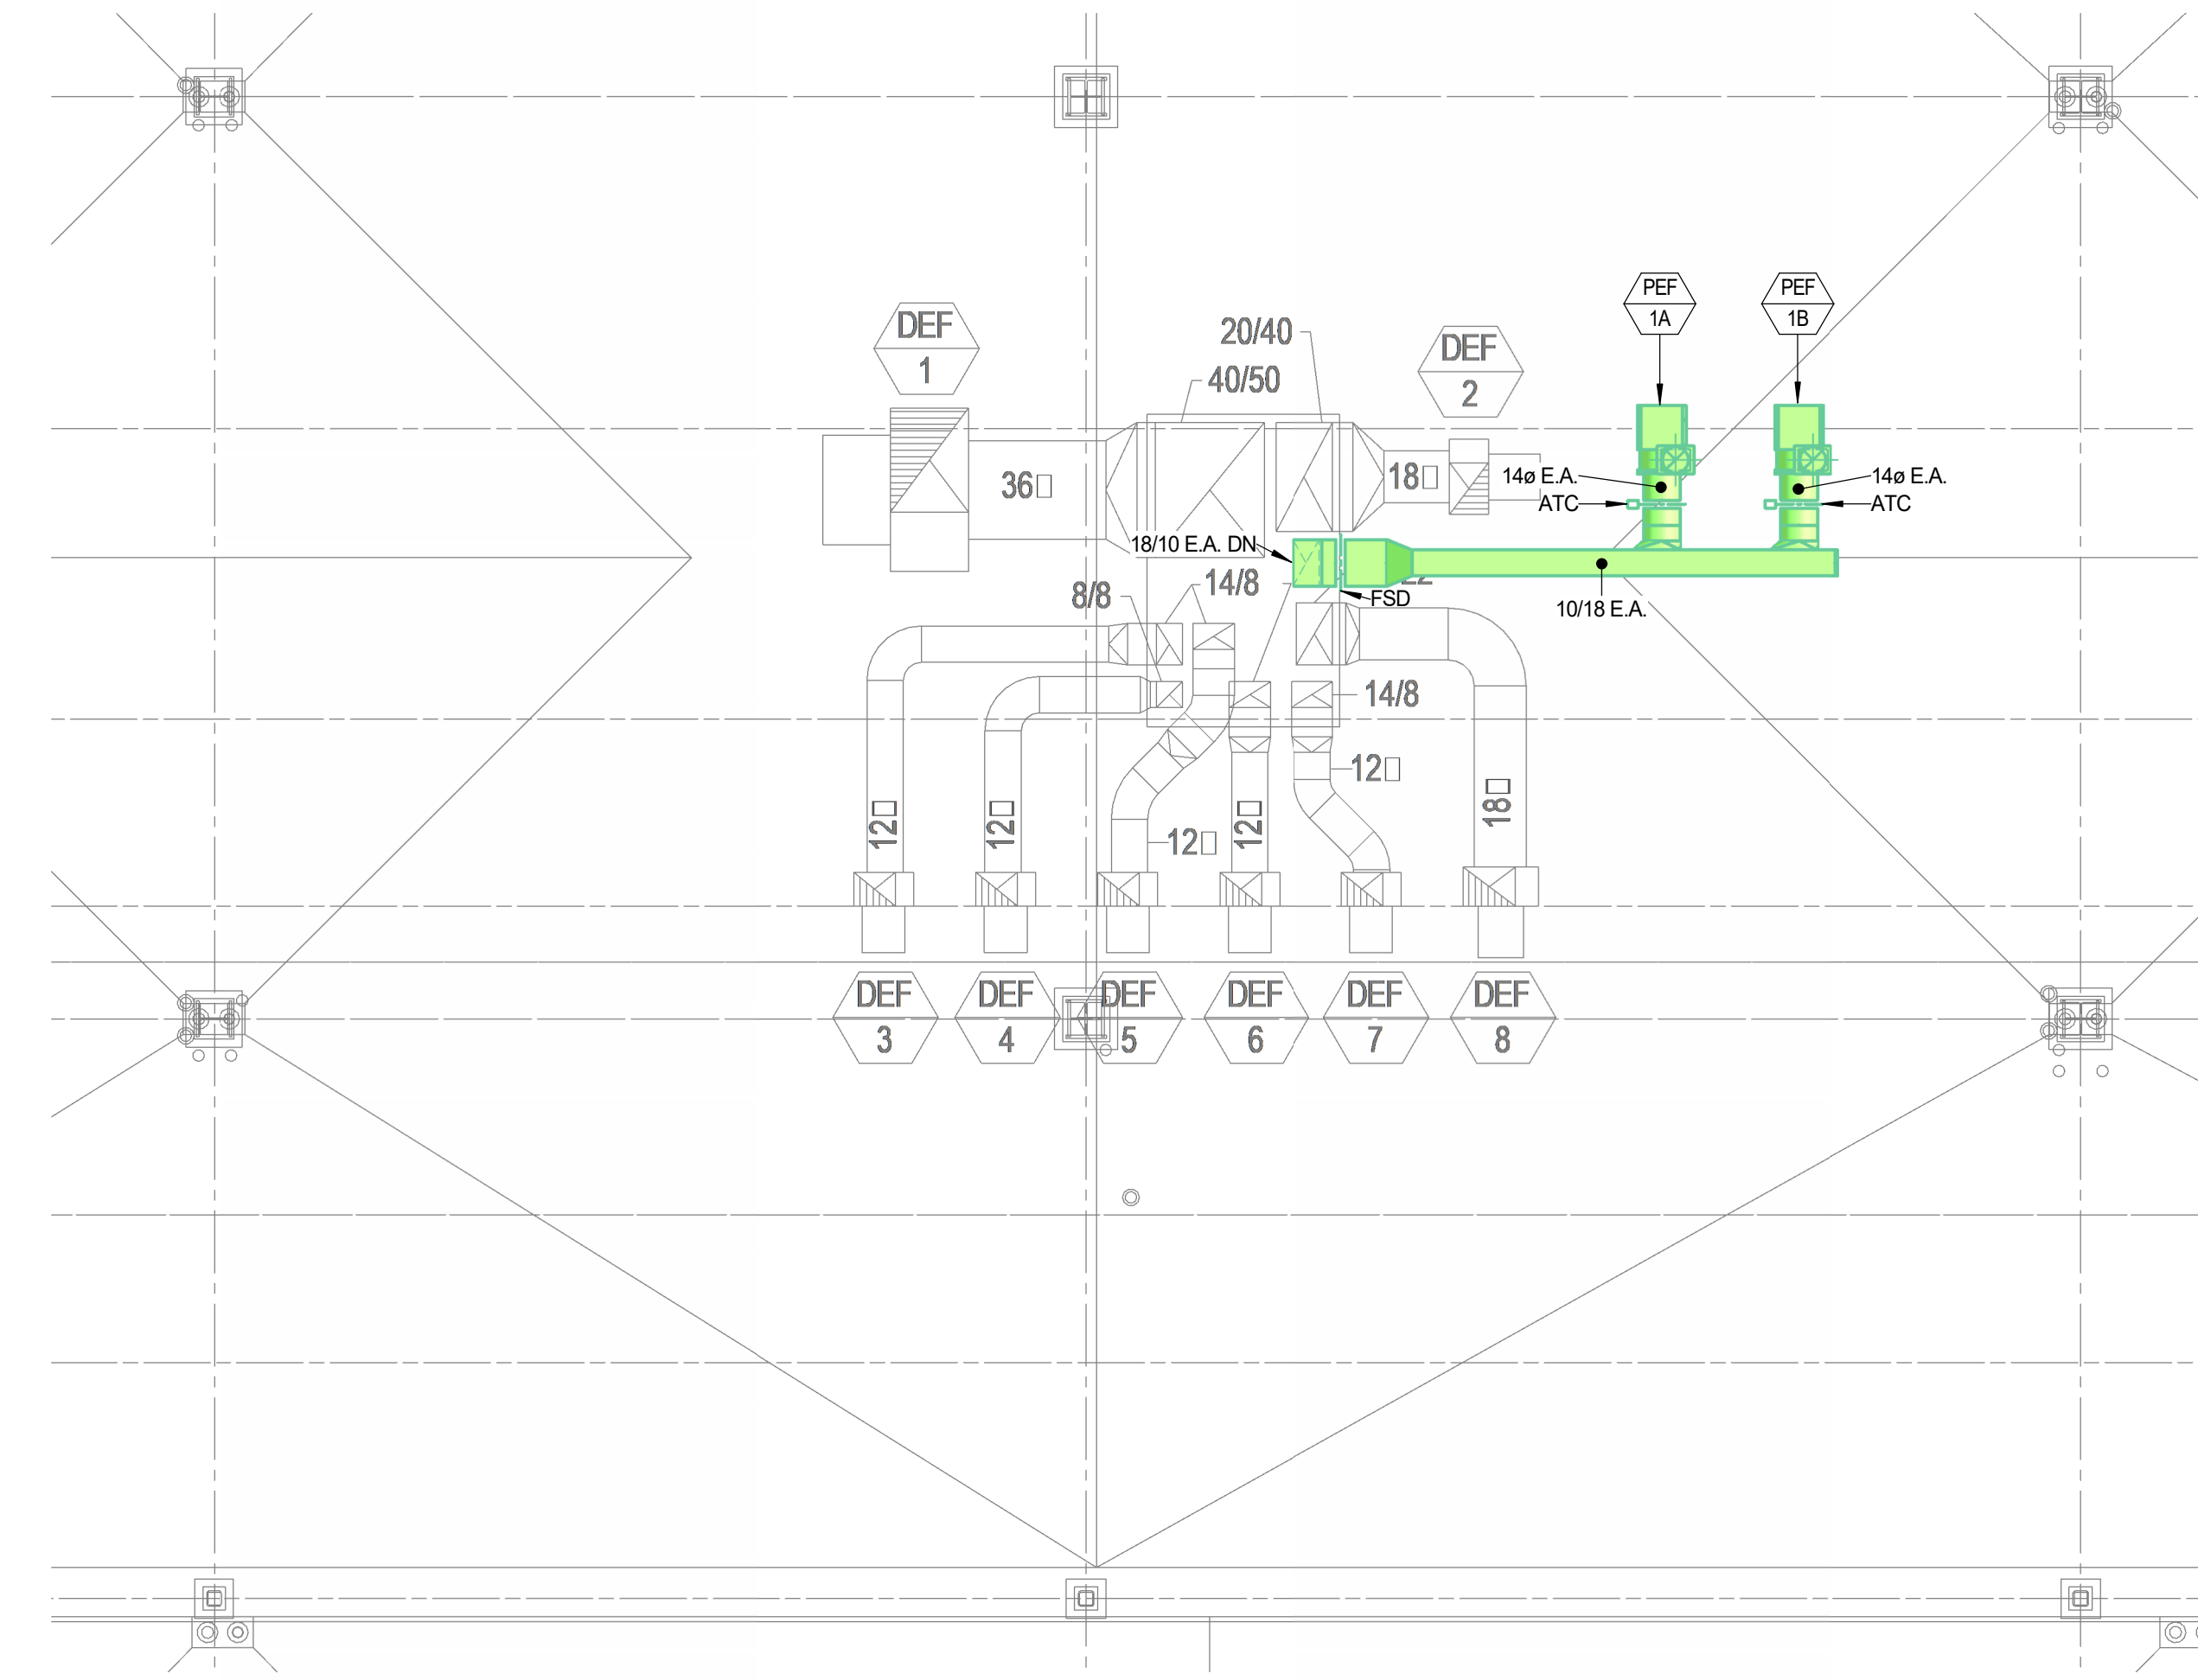 PEF
1A
PEF
1B
DEF
1
20/40
40/50
DEF
2
36▯
18▯
14ø E.A.
ATC
14ø E.A.
ATC
18/10 E.A. DN
14/8
8/8
FSD
10/18 E.A.
14/8
12▯
12▯
12▯
12▯
12▯
18▯
DEF
3
DEF
4
DEF
5
DEF
6
DEF
7
DEF
8